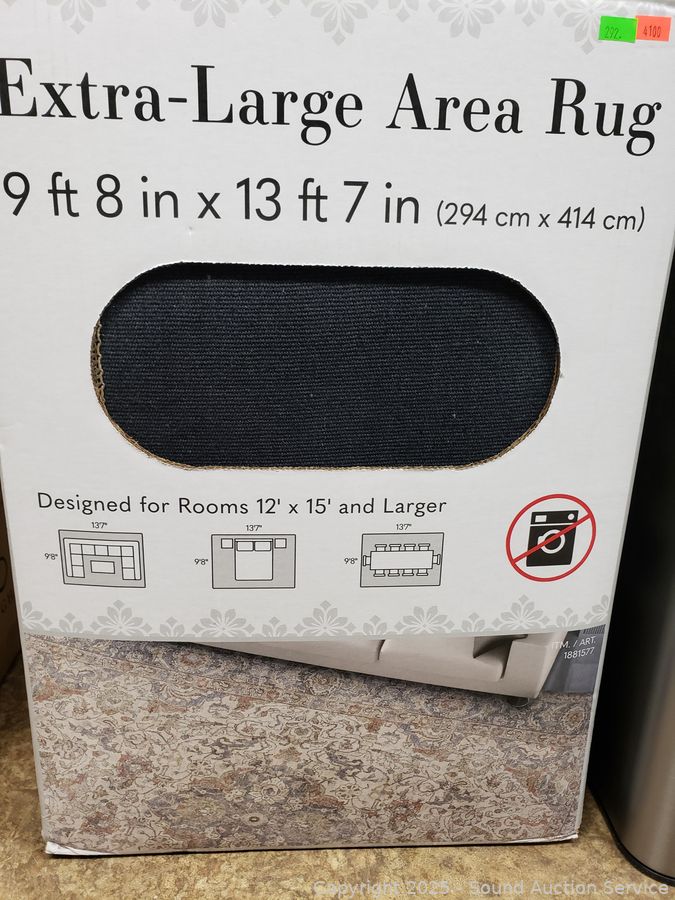 292. 4100
Extra-Large Area Rug
9 ft 8 in x 13 ft 7 in (294 cm x 414 cm)
Designed for Rooms 12' x 15' and Larger
13'7" 13'7" 13'7"
9'8" 9'8" 9'8"
ITM. / ART.
1881577
Copyright 2025 - Sound Auction Service